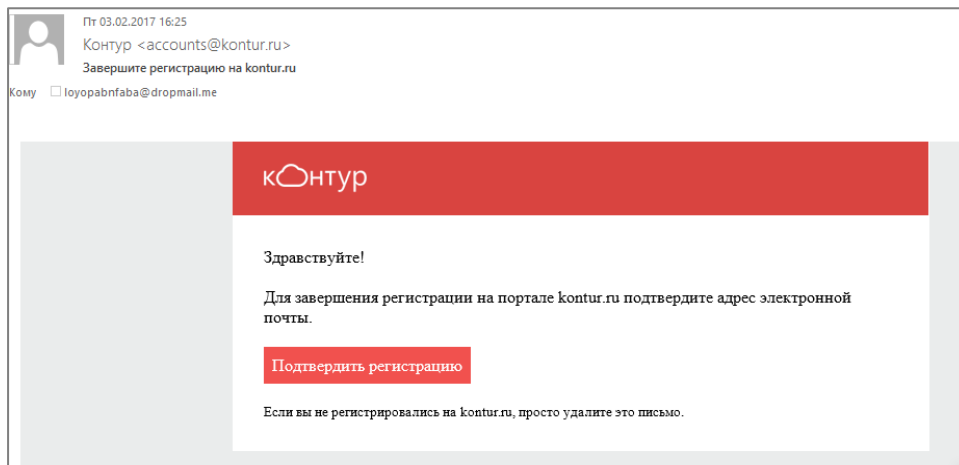 Пт 03.02.2017 16:25
Контур <accounts@kontur.ru>
Завершите регистрацию на kontur.ru
Кому loyopabnfaba@dropmail.me
контур
Здравствуйте!
Для завершения регистрации на портале kontur.ru подтвердите адрес электронной
почты.
Подтвердить регистрацию
Если вы не регистрировались на kontur.ru, просто удалите это письмо.